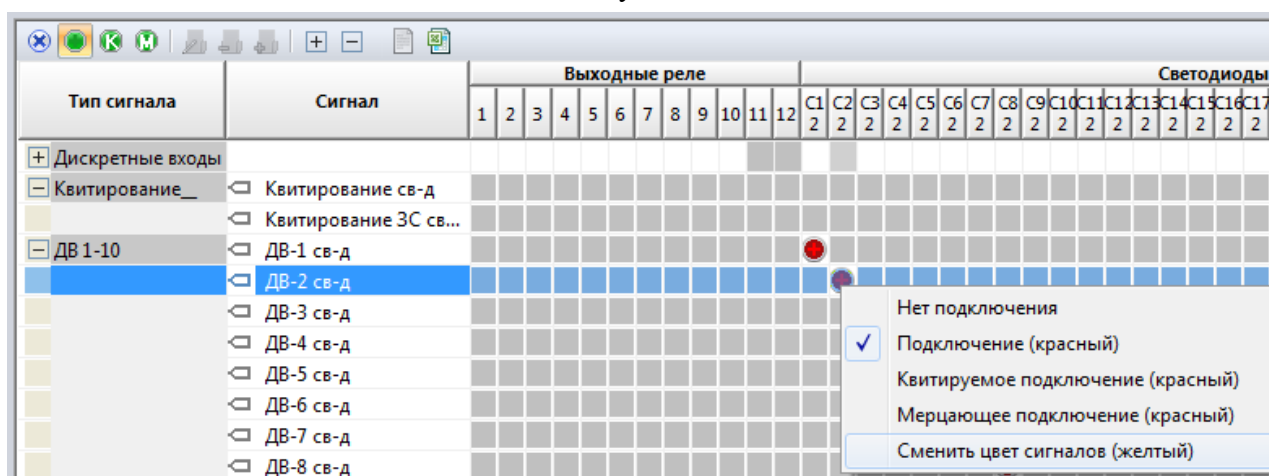 К М
Выходные реле Светодиоды
Тип сигнала Сигнал 1 2 3 4 5 6 7 8 9 10 11 12 С1 С2 С3 С4 С5 С6 С7 С8 С9 С10 С11 С12 С13 С14 С15 С16 С17
2 2 2 2 2 2 2 2 2 2 2 2 2 2 2 2 2
Дискретные входы
Квитирование__ Квитирование св-д
Квитирование ЗС св...
ДВ 1-10 ДВ-1 св-д
ДВ-2 св-д
Нет подключения
ДВ-3 св-д
ДВ-4 св-д
Подключение (красный)
ДВ-5 св-д
Квитируемое подключение (красный)
ДВ-6 св-д
Мерцающее подключение (красный)
ДВ-7 св-д
Сменить цвет сигналов (желтый)
ДВ-8 св-д